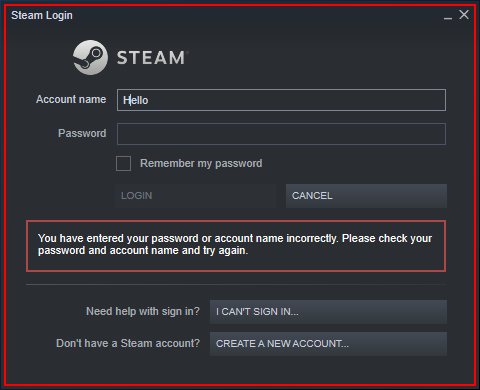 Steam Login
STEAM
Account name
Hello
Password
Remember my password
LOGIN
CANCEL
You have entered your password or account name incorrectly. Please check your
password and account name and try again.
Need help with sign in?
I CAN'T SIGN IN...
Don't have a Steam account?
CREATE A NEW ACCOUNT...